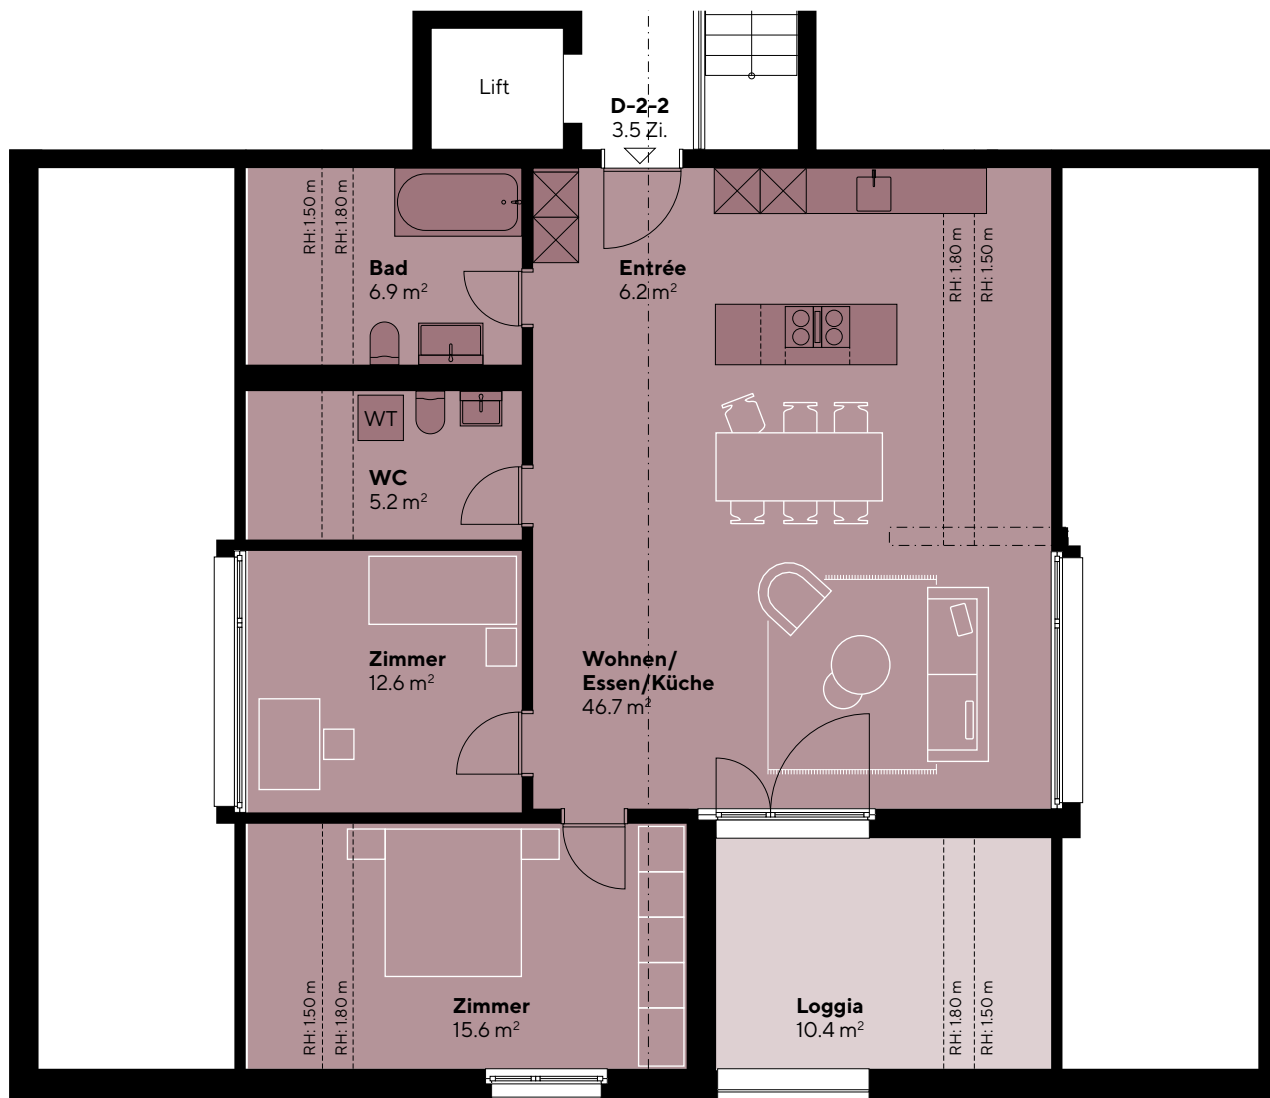 Lift
D-2-2
3.5 Zi.
RH: 1.50 m
RH: 1.80 m
Bad
6.9 m²
Entrée
6.2 m²
RH: 1.80 m
RH: 1.50 m
WT
WC
5.2 m²
Zimmer
12.6 m²
Wohnen/
Essen/Küche
46.7 m²
RH: 1.50 m
RH: 1.80 m
Zimmer
15.6 m²
Loggia
10.4 m²
RH: 1.80 m
RH: 1.50 m